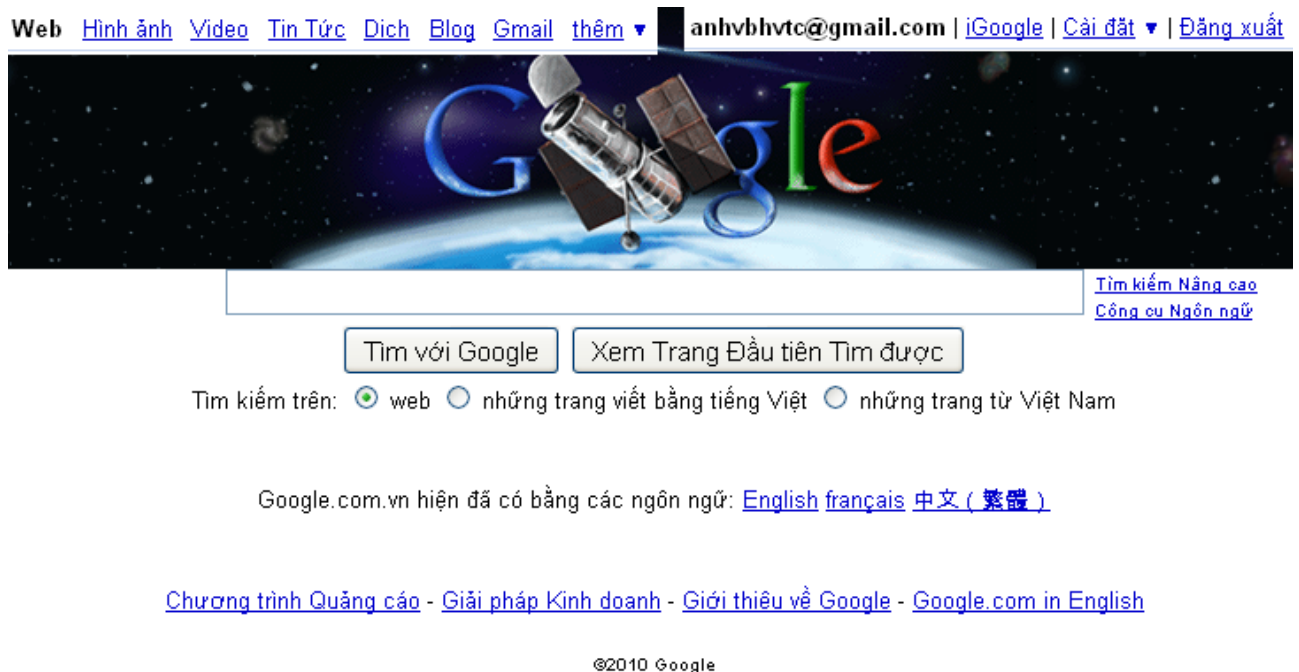 Web Hình ảnh Video Tin Tức Dịch Blog Gmail thêm ▼ anhvbhvtc@gmail.com | iGoogle | Cài đặt ▼ | Đăng xuất
Google
Tìm kiếm Nâng cao
Công cụ Ngôn ngữ
Tìm với Google Xem Trang Đầu tiên Tìm được
Tìm kiếm trên: web những trang viết bằng tiếng Việt những trang từ Việt Nam
Google.com.vn hiện đã có bằng các ngôn ngữ: English français 中文 (繁體)
Chương trình Quảng cáo - Giải pháp Kinh doanh - Giới thiệu về Google - Google.com in English
©2010 Google